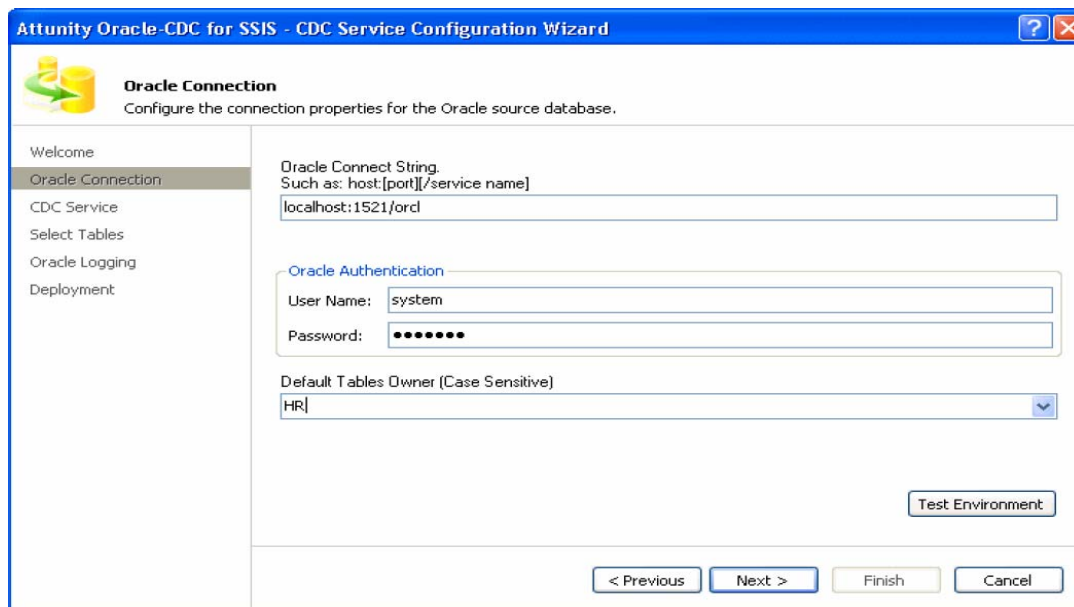 Attunity Oracle-CDC for SSIS - CDC Service Configuration Wizard
Oracle Connection
Configure the connection properties for the Oracle source database.
Welcome
Oracle Connection
CDC Service
Select Tables
Oracle Logging
Deployment
Oracle Connect String.
Such as: host:[port][/service name]
localhost:1521/orcl
Oracle Authentication
User Name: system
Password: ●●●●●●●
Default Tables Owner (Case Sensitive)
HR
Test Environment
< Previous Next > Finish Cancel